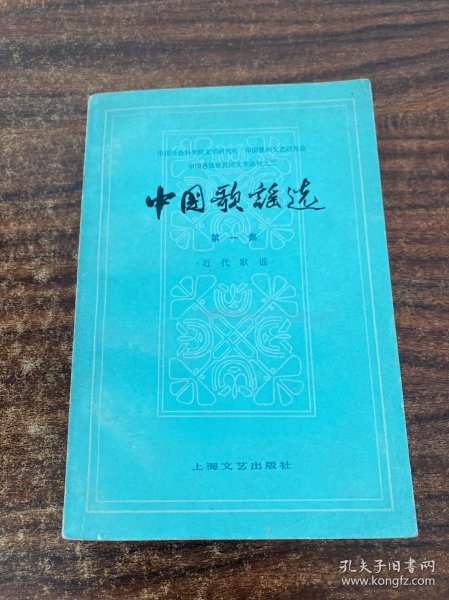 中国社会科学院文学研究所 中国民间文艺研究会
中国各民族民间文学丛刊之二
中国歌谣选
第一集
·近代歌谣·
上海文艺出版社
孔夫子旧书网
www.kongfz.com